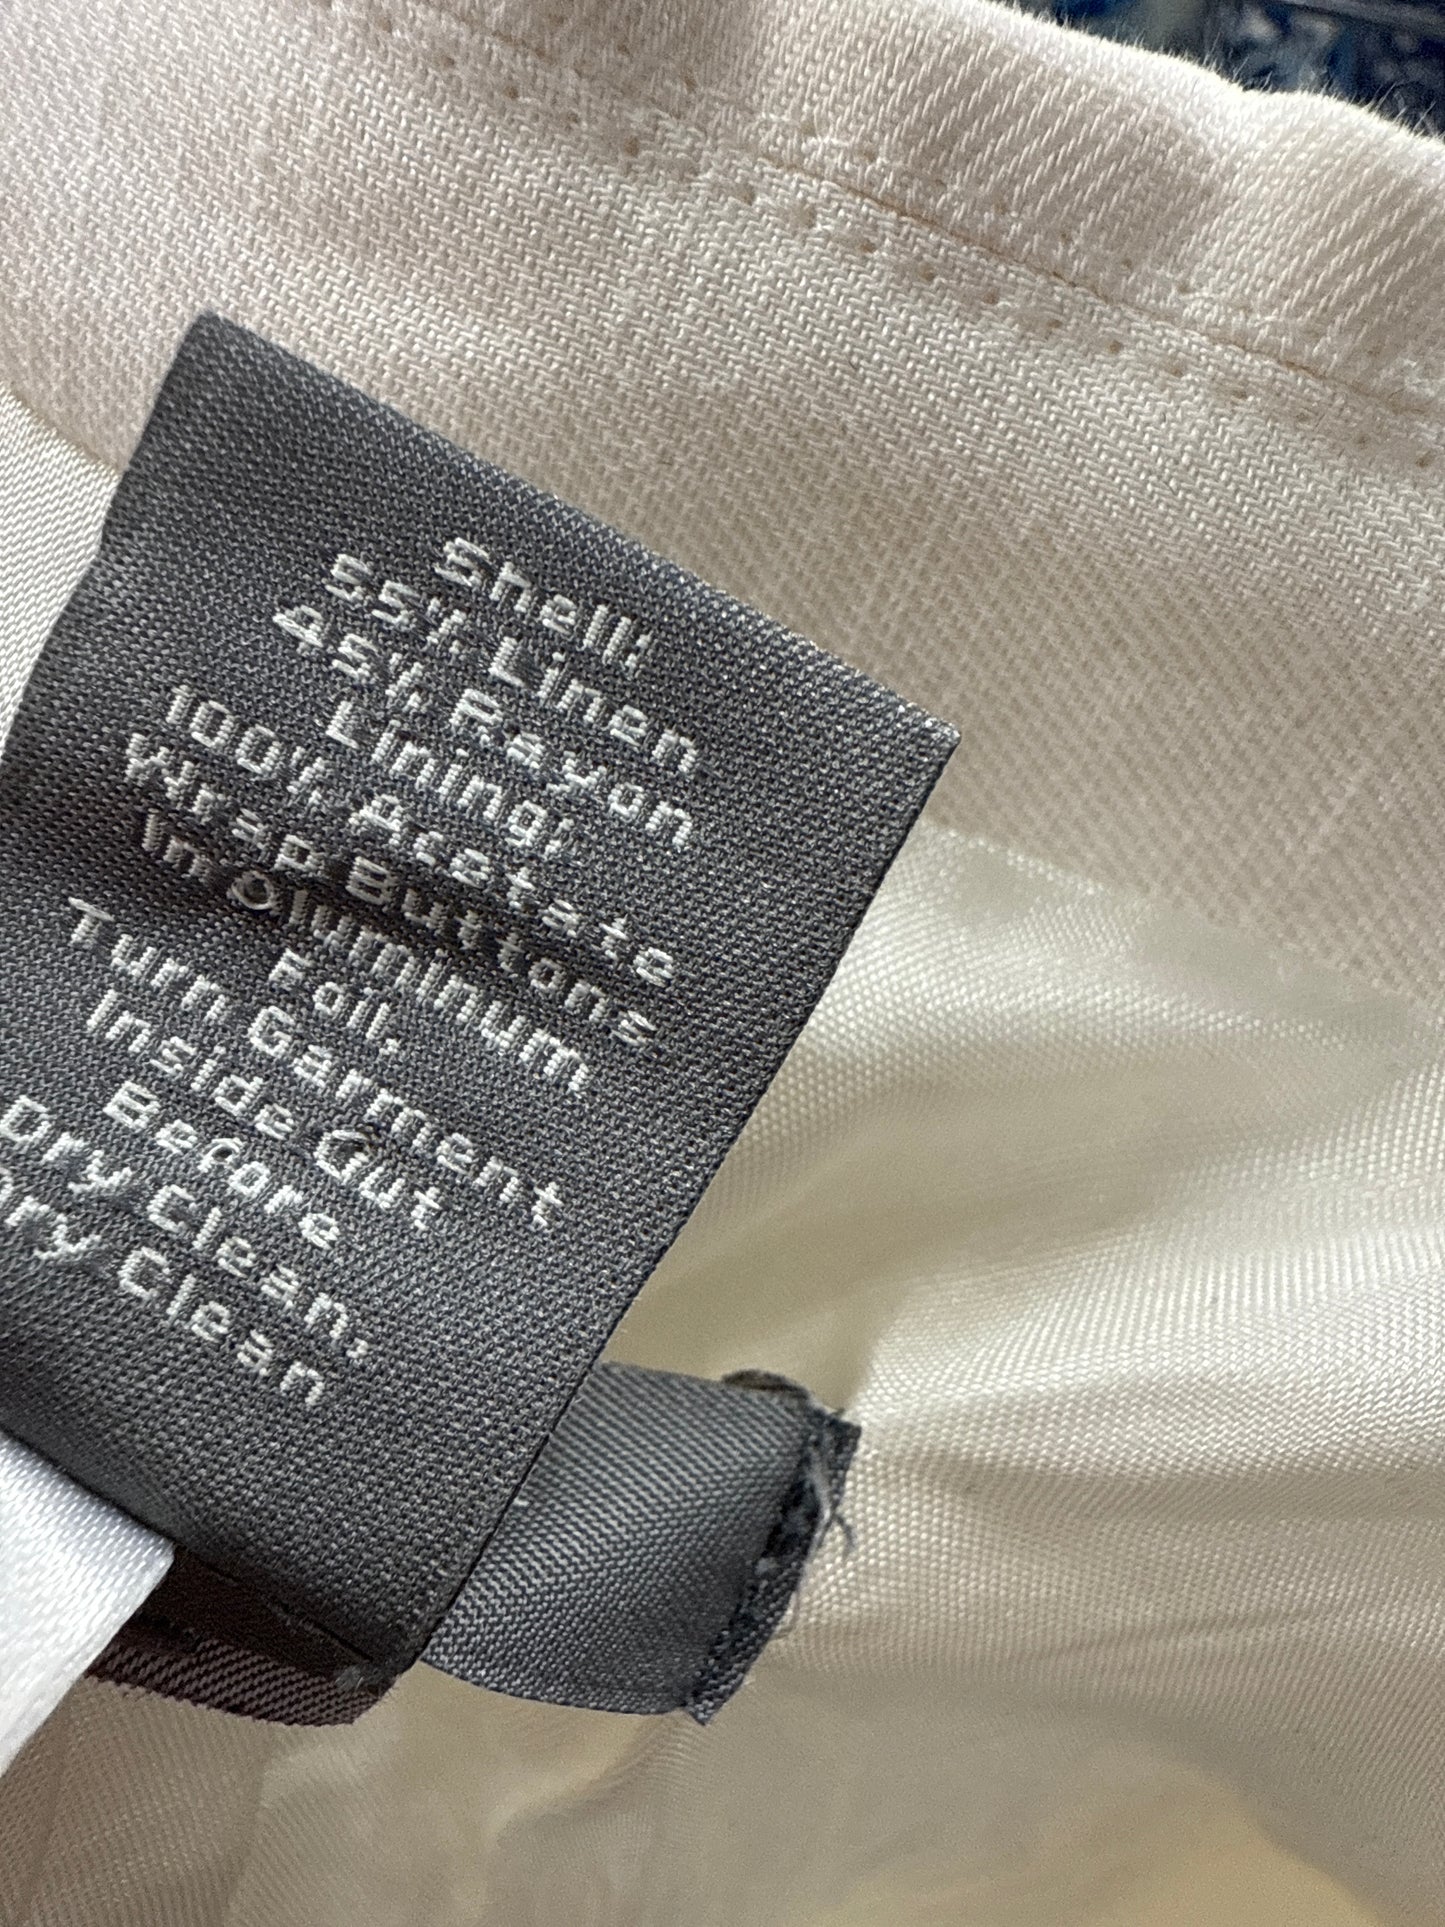 Shell:
55% Linen
45% Rayon
Lining:
100% Acetate
Wrap Buttons
In Oluminum
Foil,
Turn Garment
Inside Out
Before
Dry Clean,
Dry Clean